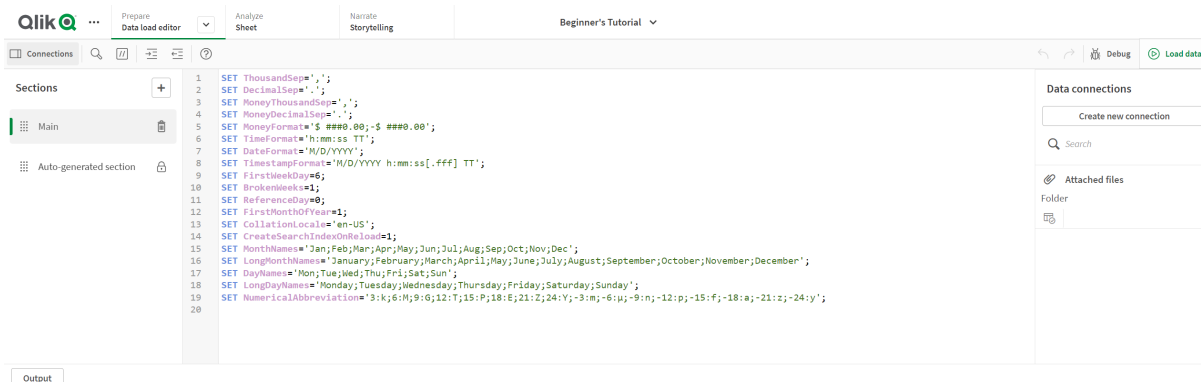 Qlik
...
Prepare
Data load editor
Analyze
Sheet
Narrate
Storytelling
Beginner's Tutorial
Connections
//
Debug
Load data
Sections
+
Main
Auto-generated section
1 SET ThousandSep=',';
2 SET DecimalSep='.';
3 SET MoneyThousandSep=',';
4 SET MoneyDecimalSep='.';
5 SET MoneyFormat='$ ###0.00;-$ ###0.00';
6 SET TimeFormat='h:mm:ss TT';
7 SET DateFormat='M/D/YYYY';
8 SET TimestampFormat='M/D/YYYY h:mm:ss[.fff] TT';
9 SET FirstWeekDay=6;
10 SET BrokenWeeks=1;
11 SET ReferenceDay=0;
12 SET FirstMonthOfYear=1;
13 SET CollationLocale='en-US';
14 SET CreateSearchIndexOnReload=1;
15 SET MonthNames='Jan;Feb;Mar;Apr;May;Jun;Jul;Aug;Sep;Oct;Nov;Dec';
16 SET LongMonthNames='January;February;March;April;May;June;July;August;September;October;November;December';
17 SET DayNames='Mon;Tue;Wed;Thu;Fri;Sat;Sun';
18 SET LongDayNames='Monday;Tuesday;Wednesday;Thursday;Friday;Saturday;Sunday';
19 SET NumericalAbbreviation='3:k;6:M;9:G;12:T;15:P;18:E;21:Z;24:Y;-3:m;-6:μ;-9:n;-12:p;-15:f;-18:a;-21:z;-24:y';
20
Data connections
Create new connection
Search
Attached files
Folder
Output